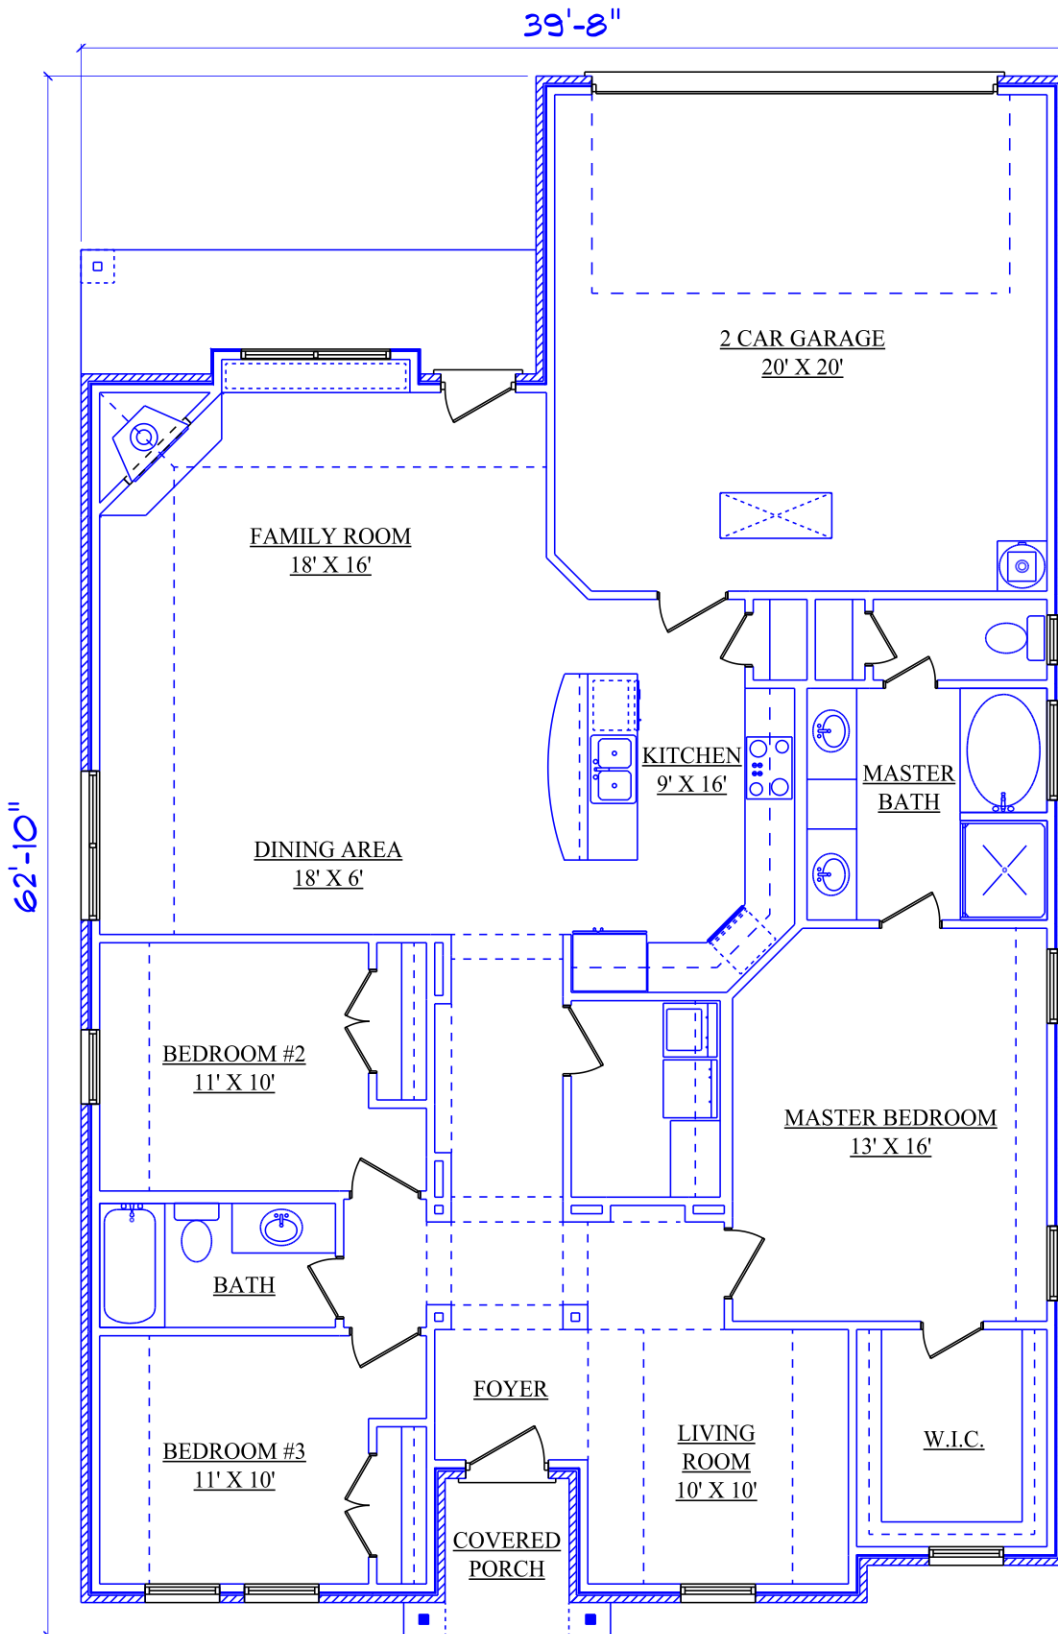 39'-8"
62'-10"
2 CAR GARAGE
20' X 20'
FAMILY ROOM
18' X 16'
KITCHEN
9' X 16'
MASTER
BATH
DINING AREA
18' X 6'
BEDROOM #2
11' X 10'
MASTER BEDROOM
13' X 16'
BATH
FOYER
BEDROOM #3
11' X 10'
LIVING
ROOM
10' X 10'
W.I.C.
COVERED
PORCH